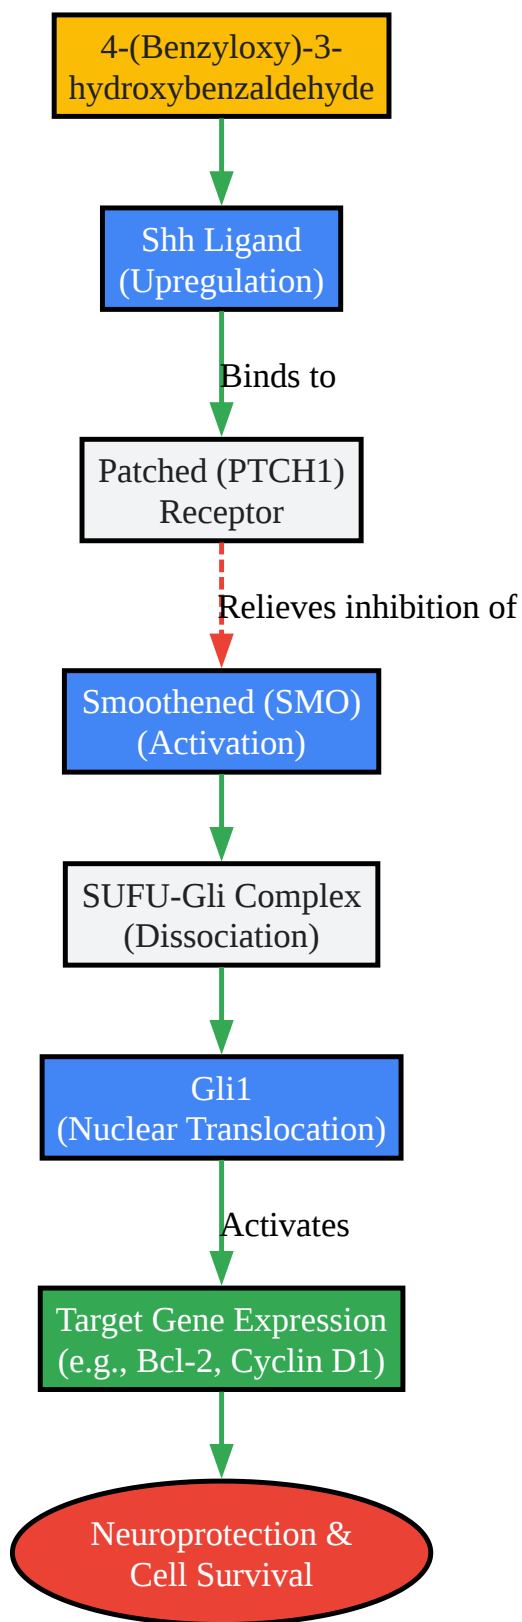 4-(Benzyloxy)-3-
hydroxybenzaldehyde
Shh Ligand
(Upregulation)
Binds to
Patched (PTCH1)
Receptor
Relieves inhibition of
Smoothened (SMO)
(Activation)
SUFU-Gli Complex
(Dissociation)
Gli1
(Nuclear Translocation)
Activates
Target Gene Expression
(e.g., Bcl-2, Cyclin D1)
Neuroprotection &
Cell Survival